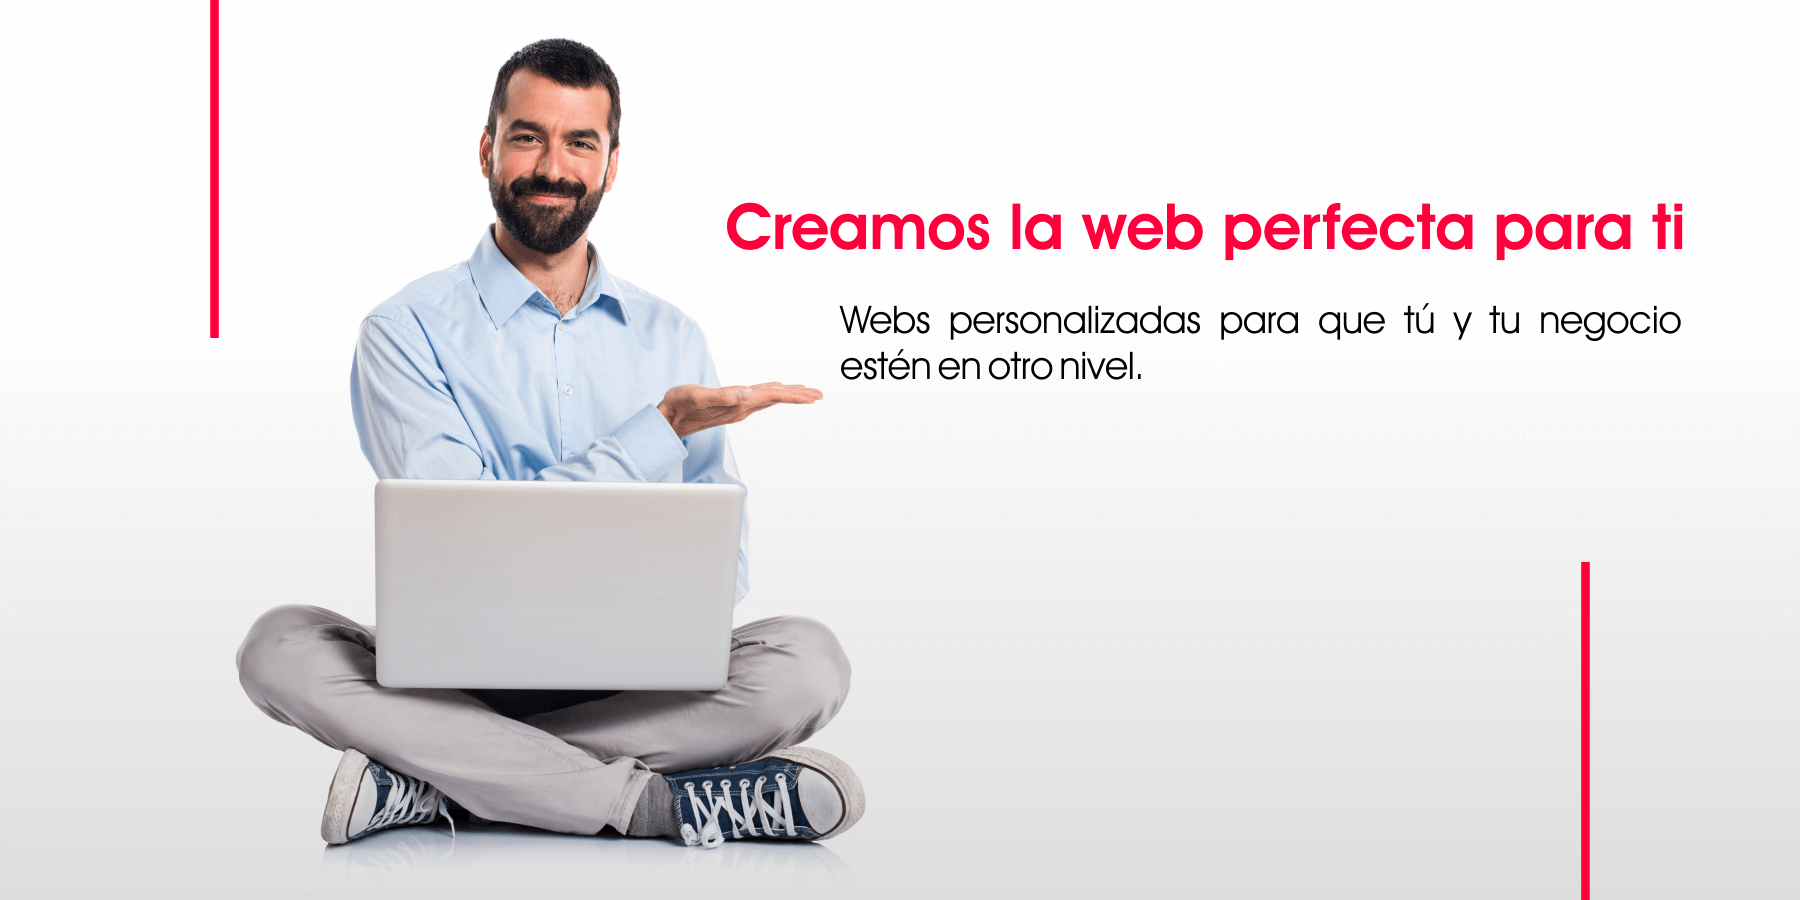 Creamos la web perfecta para ti
Webs personalizadas para que tú y tu negocio
estén en otro nivel.